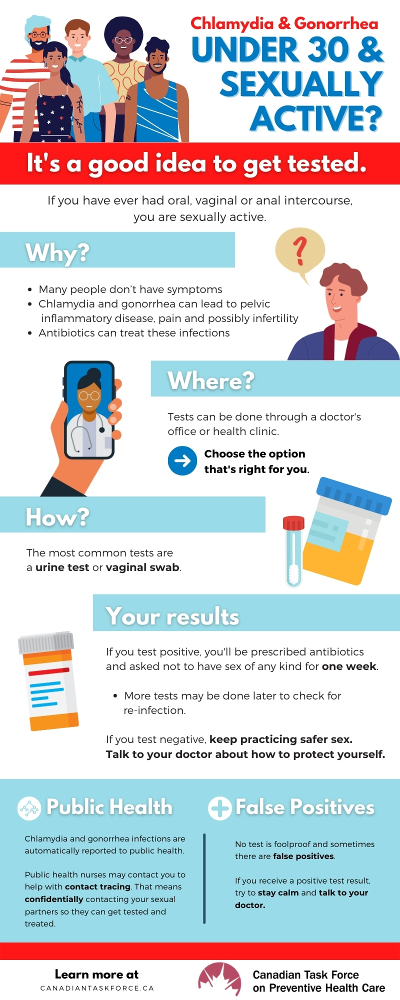 Chlamydia & Gonorrhea
UNDER 30 &
SEXUALLY
ACTIVE?
It's a good idea to get tested.
If you have ever had oral, vaginal or anal intercourse,
you are sexually active.
Why?
?
• Many people don't have symptoms
• Chlamydia and gonorrhea can lead to pelvic
inflammatory disease, pain and possibly infertility
• Antibiotics can treat these infections
Where?
Tests can be done through a doctor's
office or health clinic.
Choose the option
that's right for you.
How?
The most common tests are
a urine test or vaginal swab.
Your results
If you test positive, you'll be prescribed antibiotics
and asked not to have sex of any kind for one week.
• More tests may be done later to check for
re-infection.
If you test negative, keep practicing safer sex.
Talk to your doctor about how to protect yourself.
Public Health
Chlamydia and gonorrhea infections are
automatically reported to public health.
Public health nurses may contact you to
help with contact tracing. That means
confidentially contacting your sexual
partners so they can get tested and
treated.
False Positives
No test is foolproof and sometimes
there are false positives.
If you receive a positive test result,
try to stay calm and talk to your
doctor.
Learn more at
CANADIANTASKFORCE.CA
Canadian Task Force
on Preventive Health Care